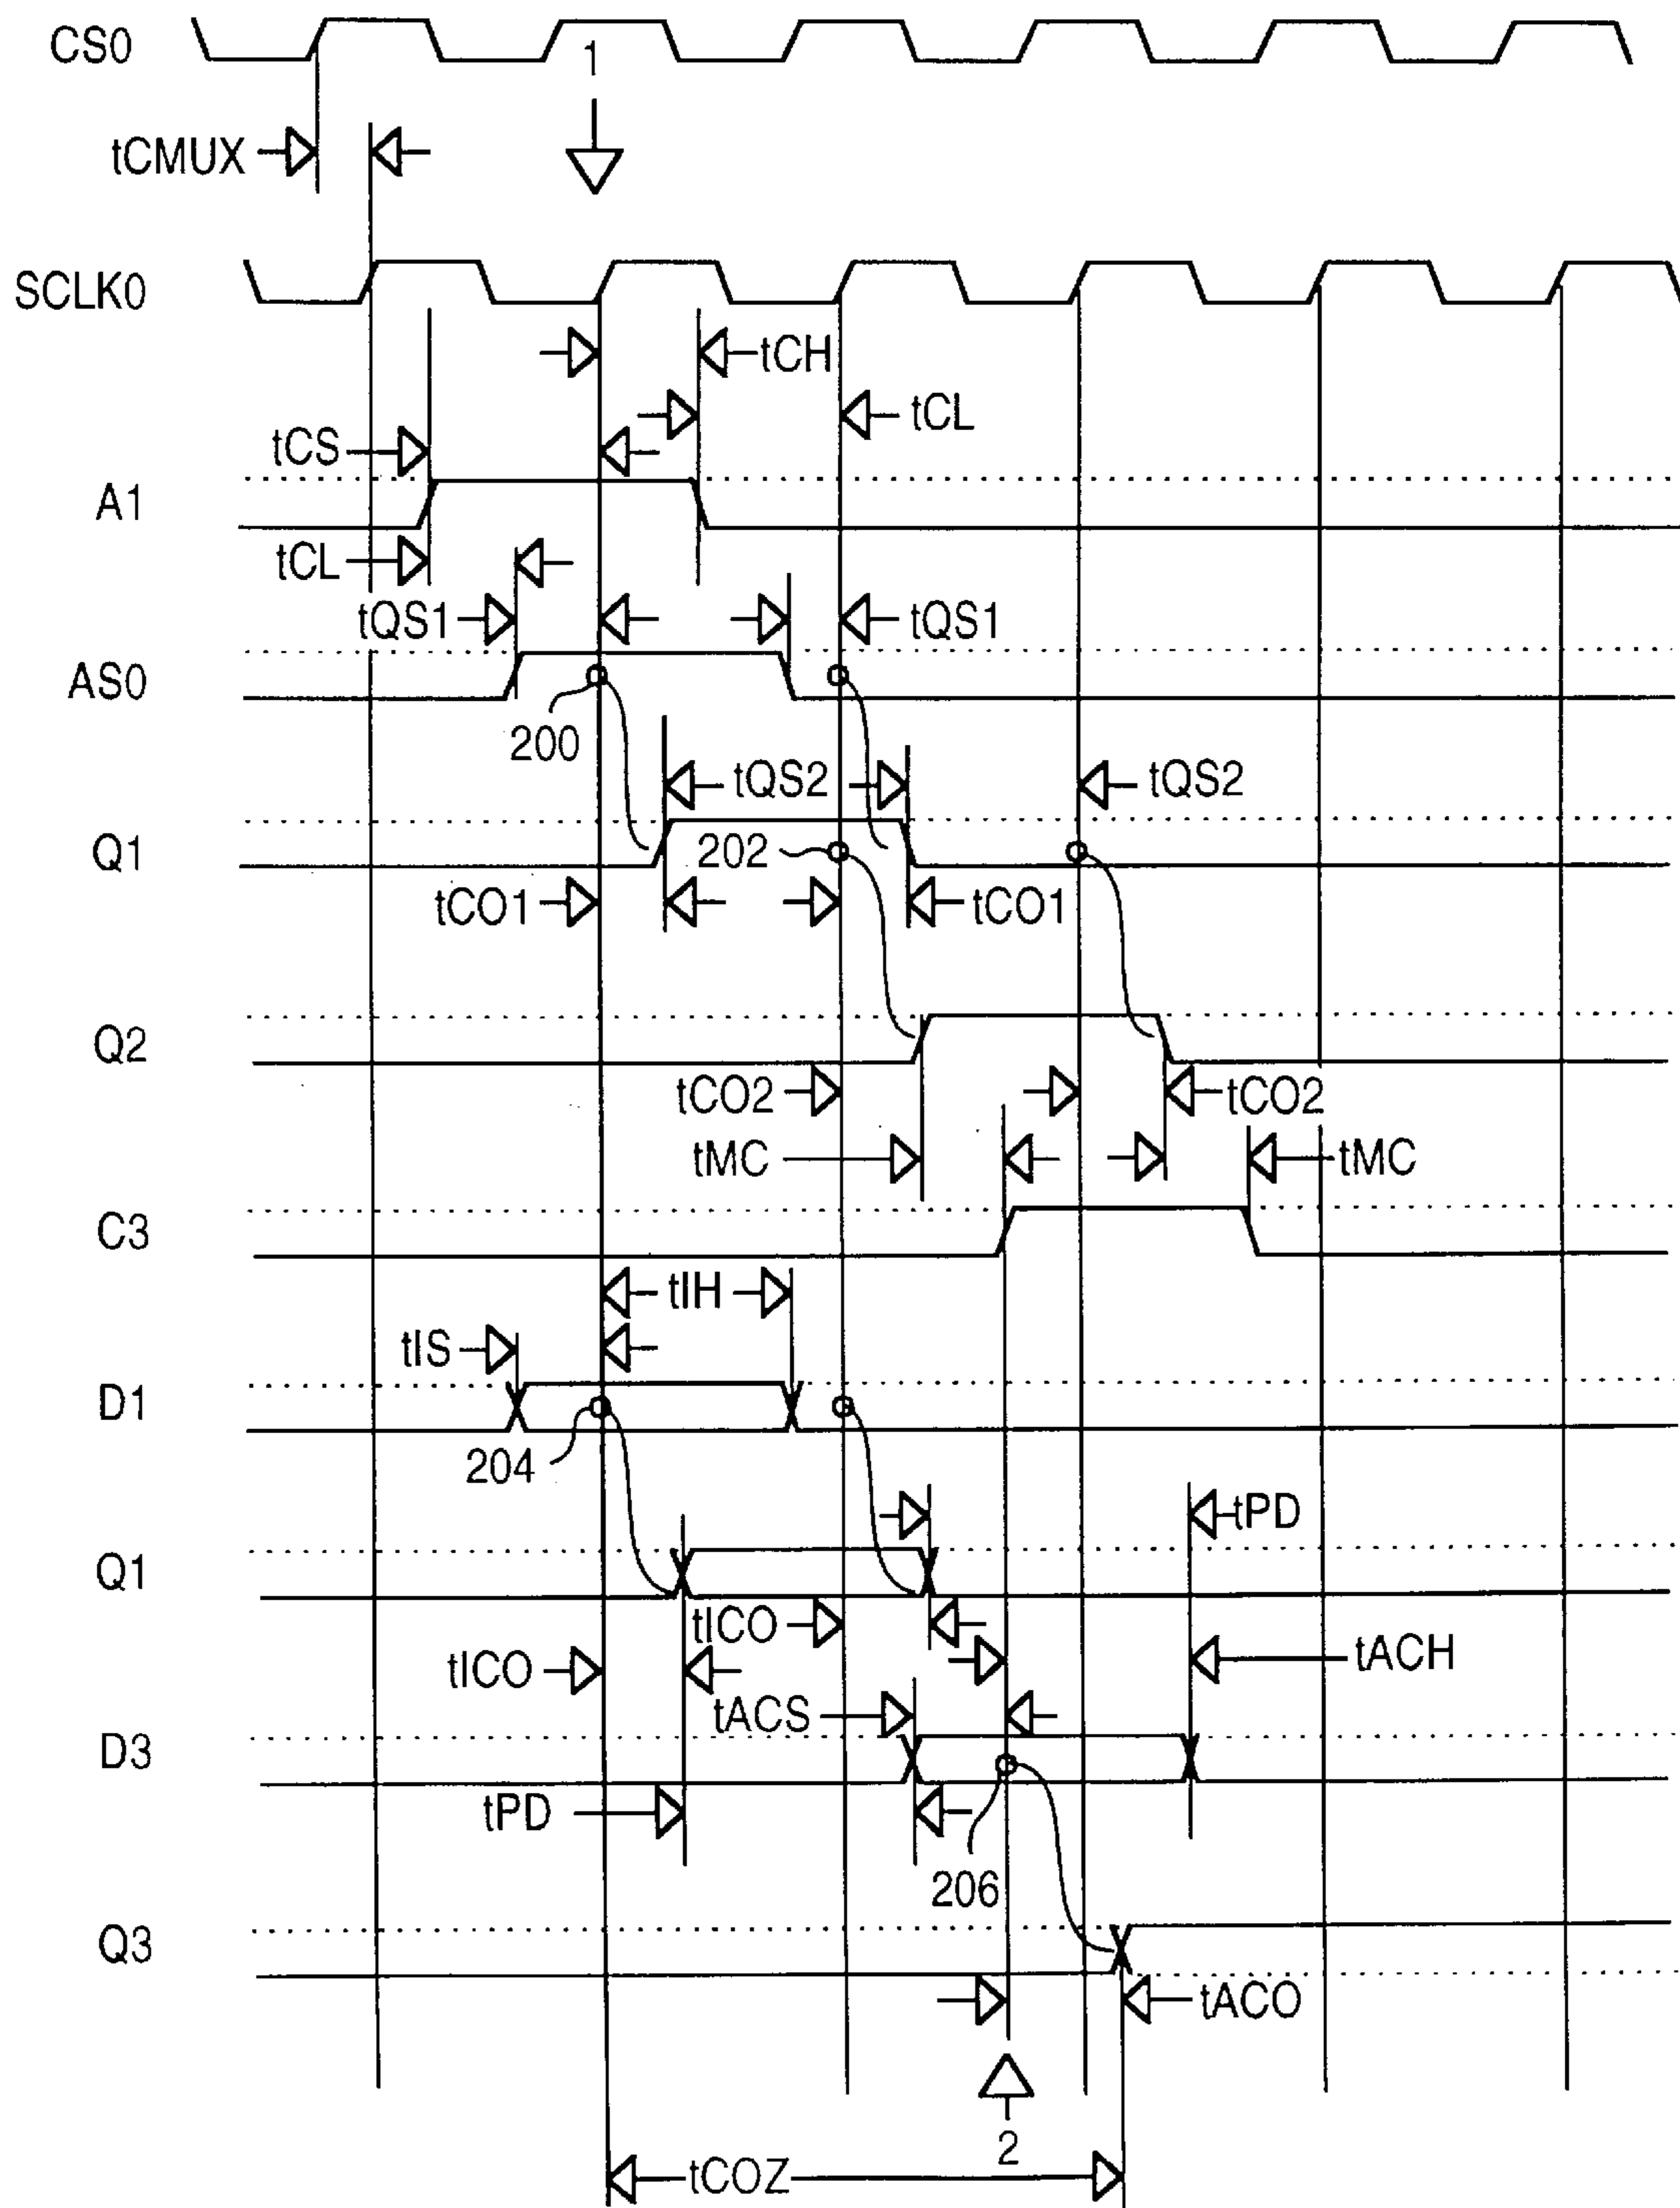 CS0
1
tCMUX
SCLK0
tCH
tCL
tCS
A1
tCL
tQS1
tQS1
AS0
200
tQS2
tQS2
Q1
202
tCO1
tCO1
Q2
tCO2
tCO2
tMC
tMC
C3
tIH
tIS
D1
204
tPD
Q1
tICO
tICO
tACH
tACS
D3
tPD
206
Q3
tACO
2
tCOZ